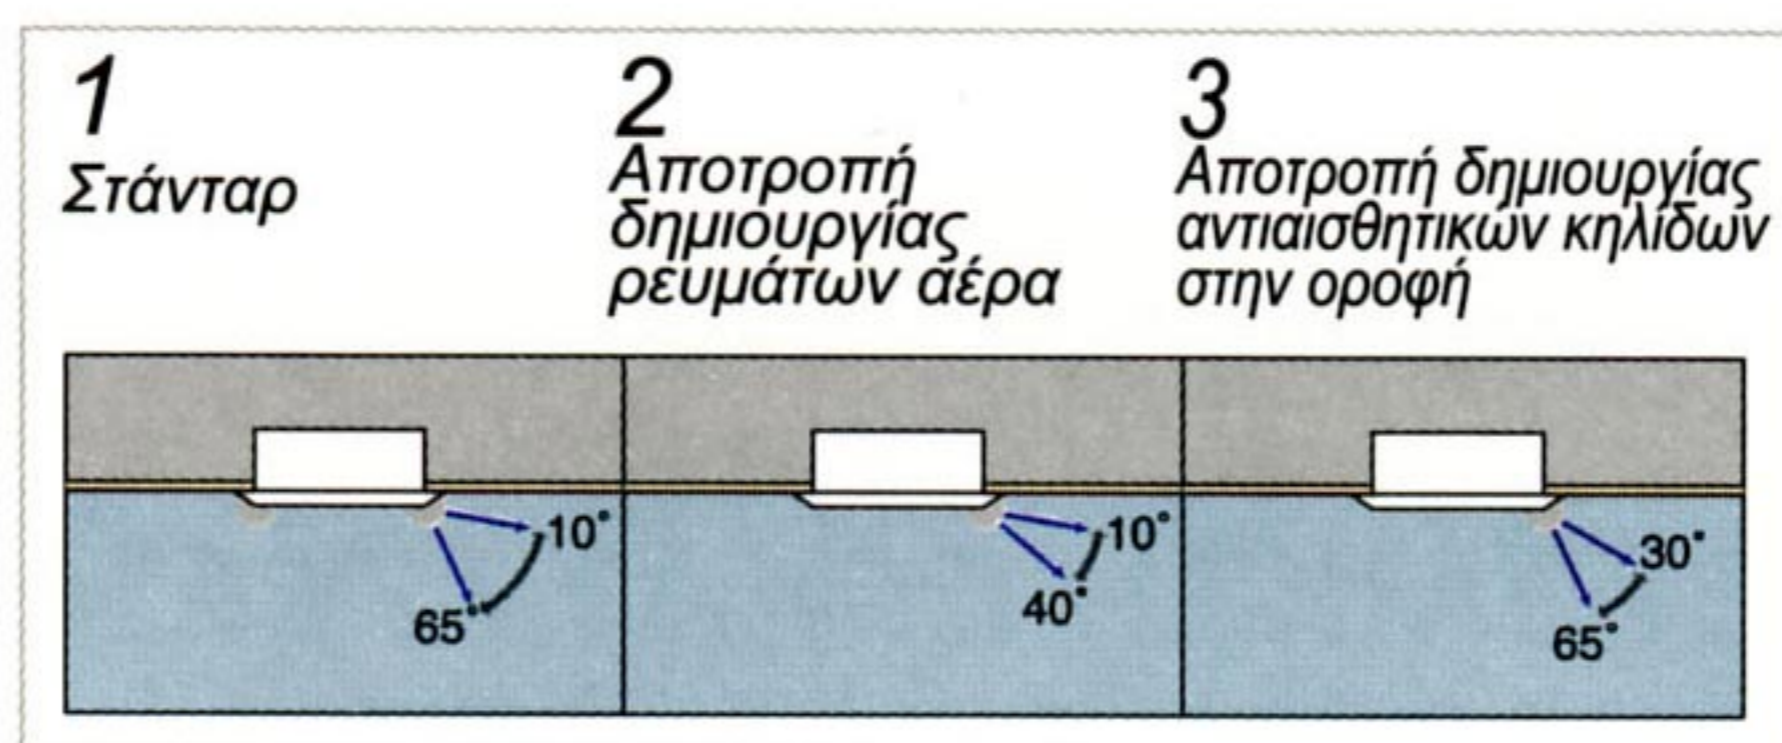 1
Στάνταρ
2
Αποτροπή
δημιουργίας
ρευμάτων αέρα
3
Αποτροπή δημιουργίας
αντιαισθητικών κηλίδων
στην οροφή
10°
65°
10°
40°
30°
65°